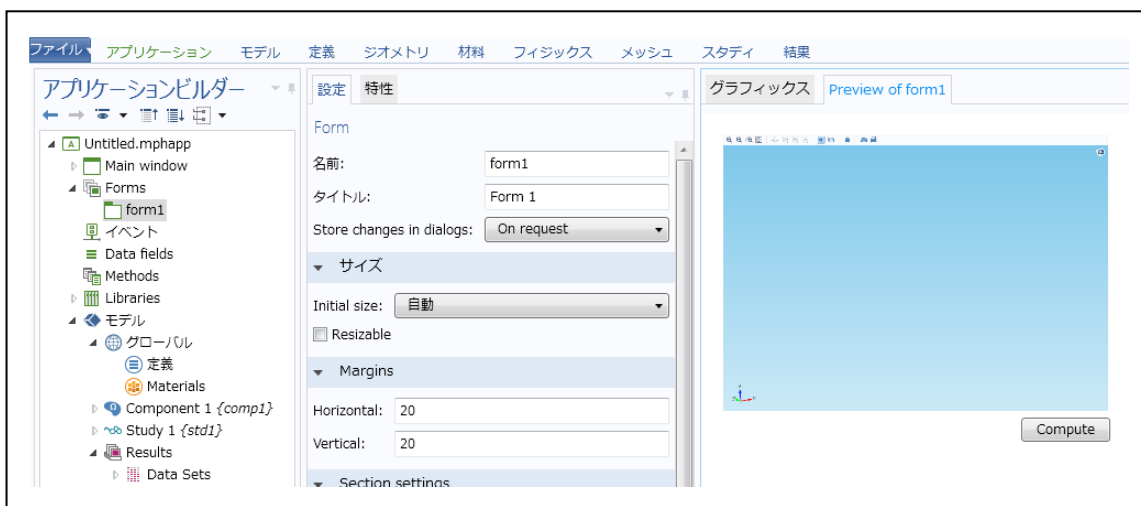 ファイル アプリケーション モデル 定義 ジオメトリ 材料 フィジックス メッシュ スタディ 結果
アプリケーションビルダー
Untitled.mphapp
Main window
Forms
form1
イベント
Data fields
Methods
Libraries
モデル
グローバル
定義
Materials
Component 1 {comp1}
Study 1 {std1}
Results
Data Sets
設定 特性
Form
名前: form1
タイトル: Form 1
Store changes in dialogs: On request
サイズ
Initial size: 自動
Resizable
Margins
Horizontal: 20
Vertical: 20
Section settings
グラフィックス Preview of form1
Compute